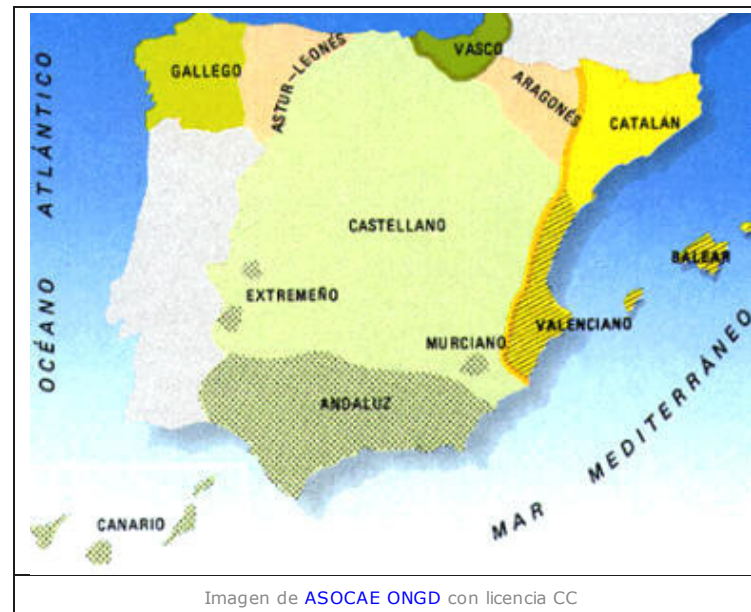 OCÉANO ATLÁNTICO
GALLEGO
ASTUR-LEONÉS
VASCO
ARAGONÉS
CATALÁN
CASTELLANO
BALEAR
EXTREMEÑO
VALENCIANO
MURCIANO
ANDALUZ
MAR MEDITERRÁNEO
CANARIO
Imagen de ASOCAE ONGD con licencia CC